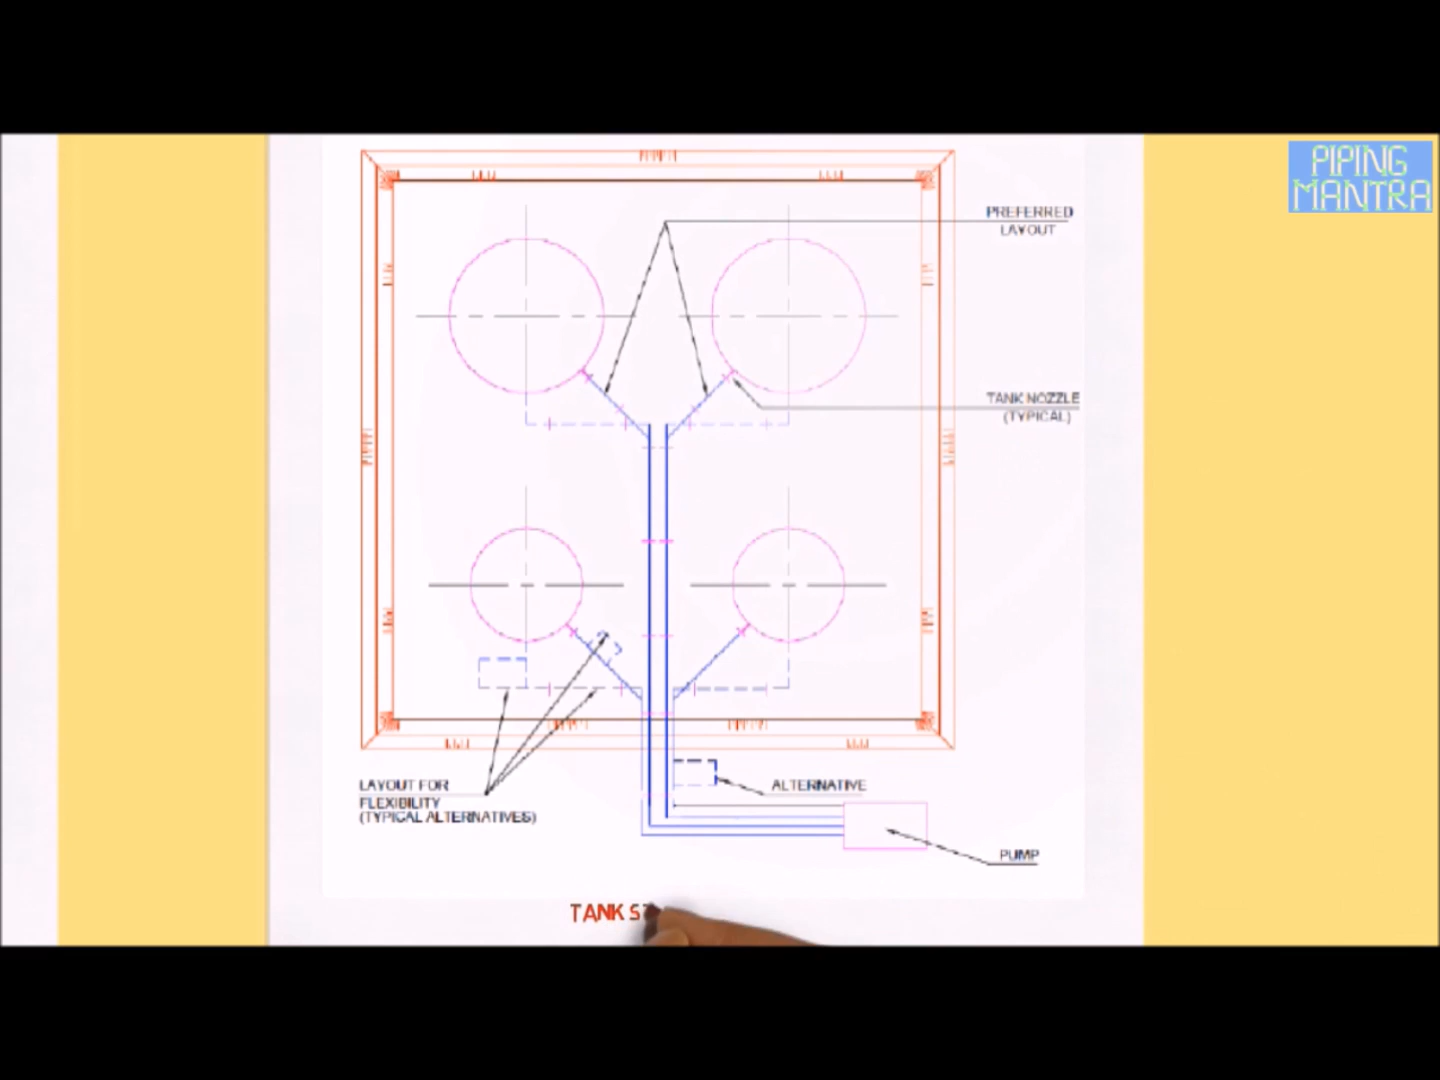 PIPING
MANTRA
PREFERRED
LAYOUT
TANK NOZZLE
(TYPICAL)
LAYOUT FOR
FLEXIBILITY
(TYPICAL ALTERNATIVES)
ALTERNATIVE
PUMP
TANK S